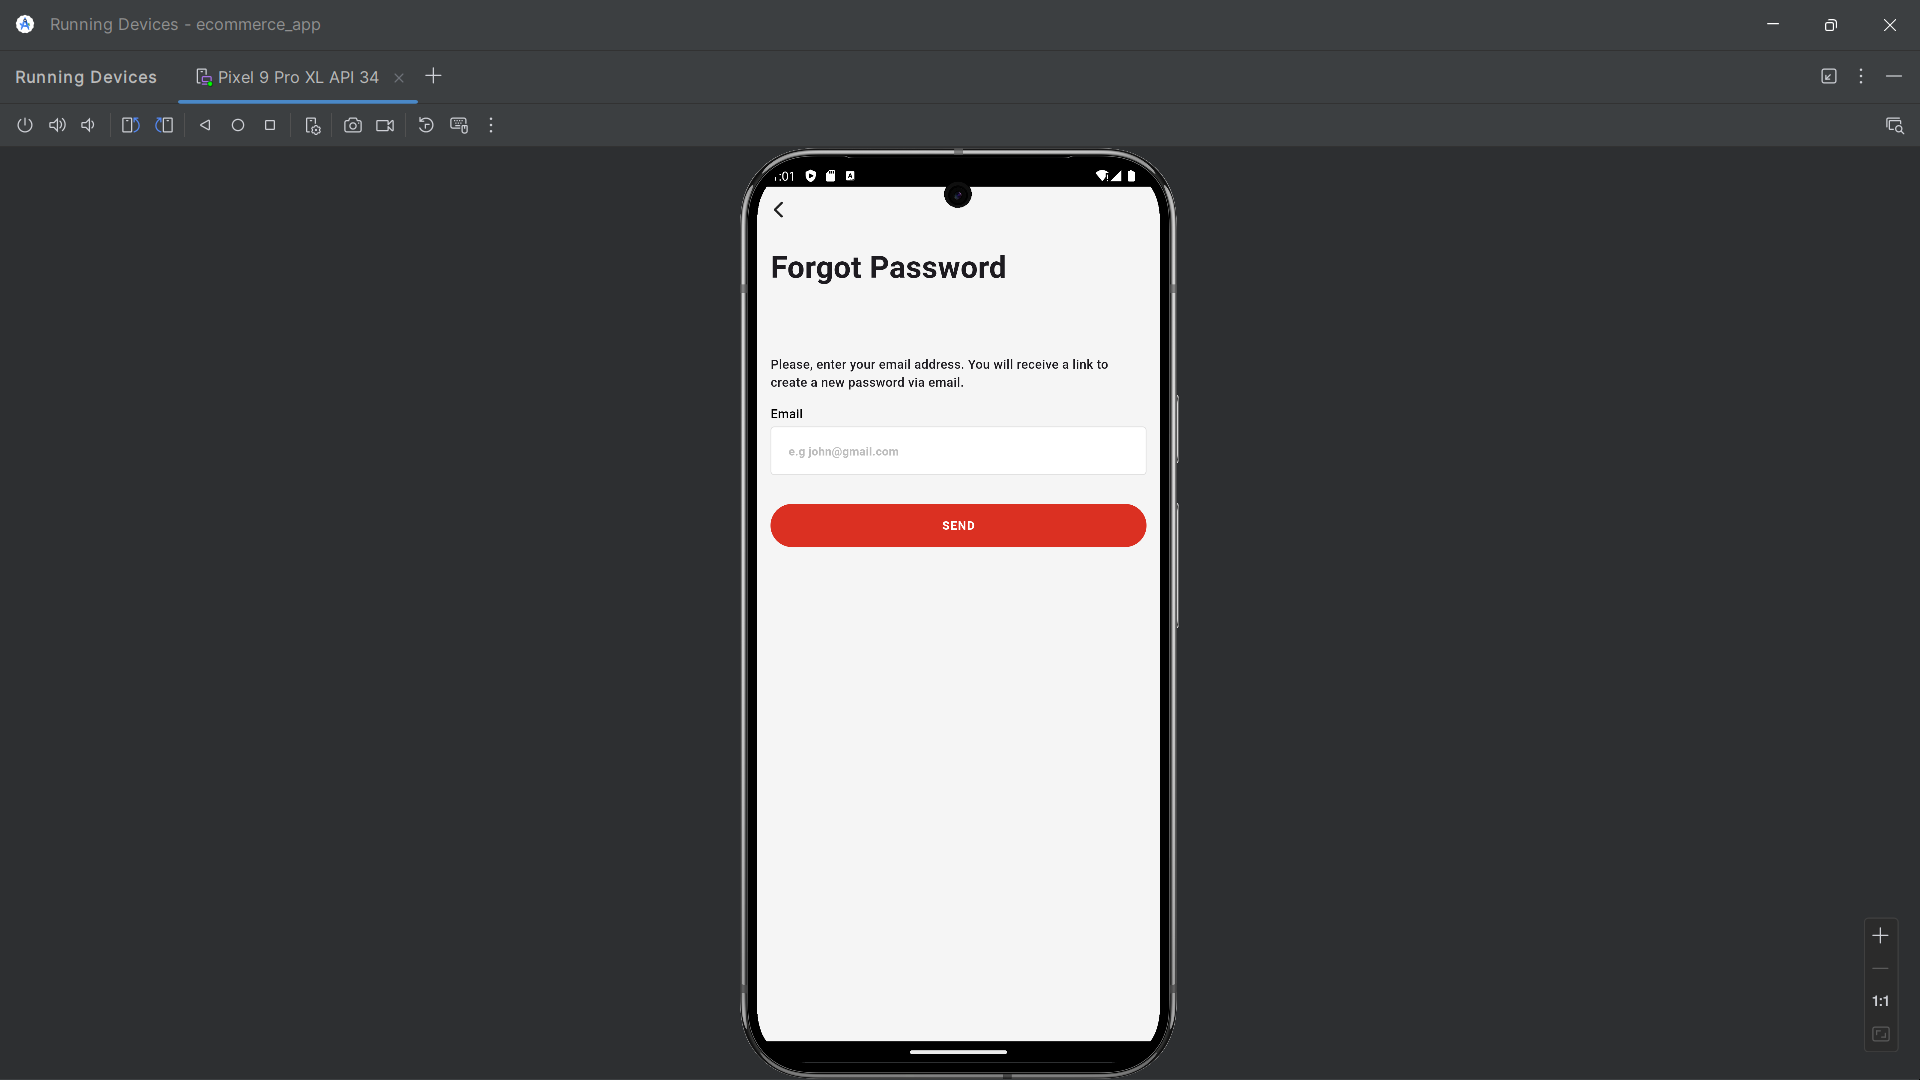 Running Devices - ecommerce_app
Running Devices
Pixel 9 Pro XL API 34
:01
Forgot Password
Please, enter your email address. You will receive a link to
create a new password via email.
Email
e.g john@gmail.com
SEND
1:1